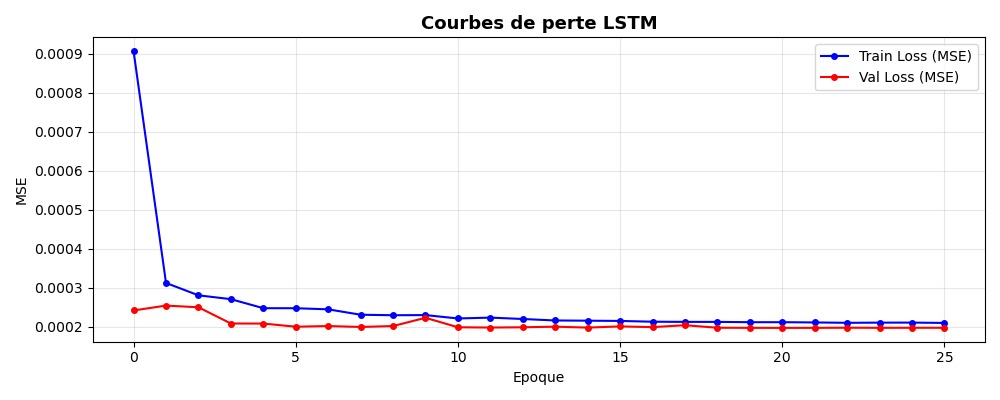 Courbes de perte LSTM
Train Loss (MSE)
Val Loss (MSE)
MSE
0.0009
0.0008
0.0007
0.0006
0.0005
0.0004
0.0003
0.0002
0 5 10 15 20 25
Epoque